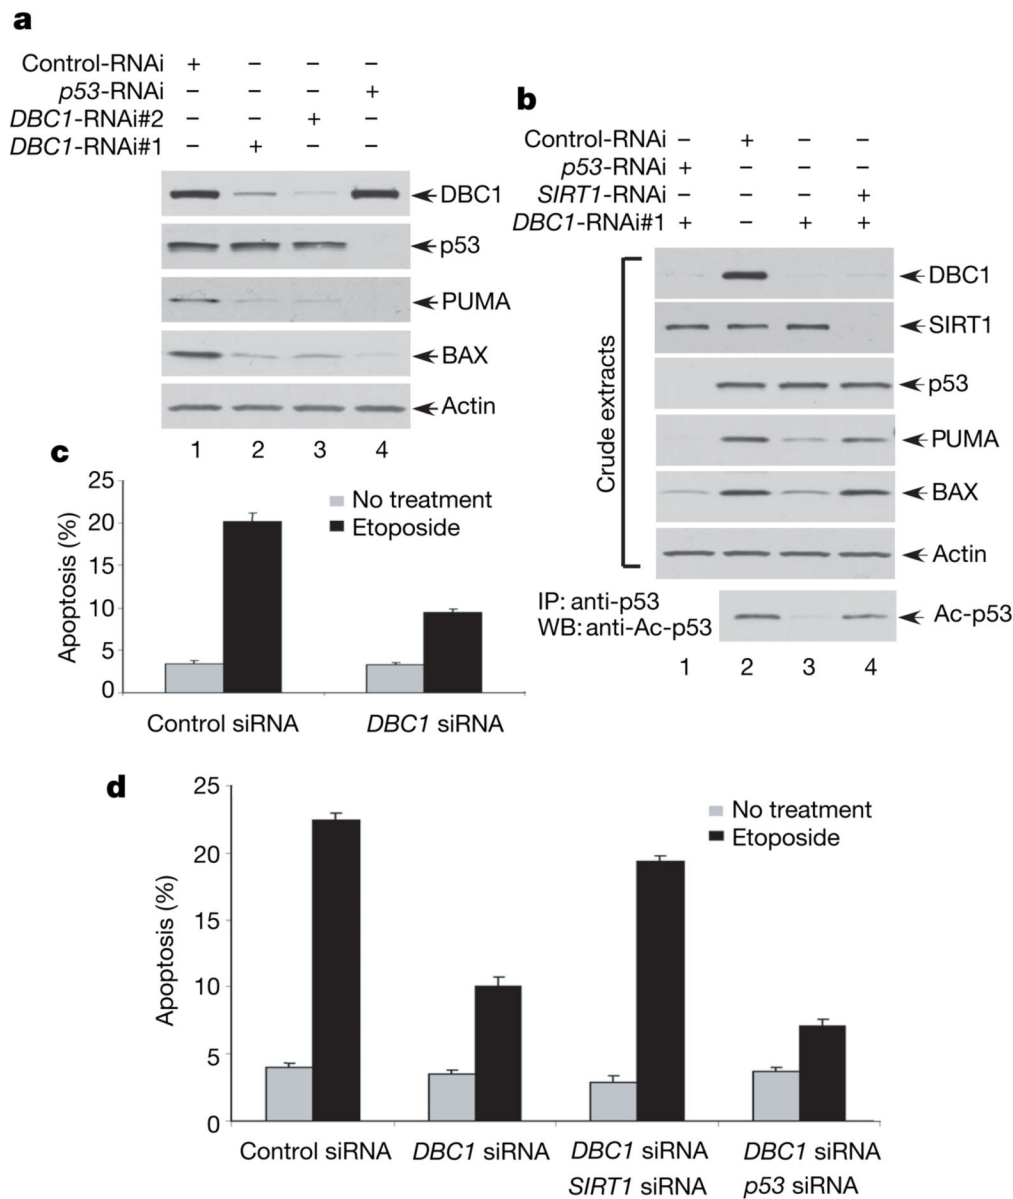 a
Control-RNAi + – – –
p53-RNAi – – – +
DBC1-RNAi#2 – – + –
DBC1-RNAi#1 – + – –
DBC1
p53
PUMA
BAX
Actin
1 2 3 4
b
Control-RNAi – + – –
p53-RNAi + – – –
SIRT1-RNAi – – – +
DBC1-RNAi#1 + – + +
Crude extracts
DBC1
SIRT1
p53
PUMA
BAX
Actin
IP: anti-p53
WB: anti-Ac-p53
Ac-p53
1 2 3 4
c
Apoptosis (%)
25
20
15
10
5
0
No treatment
Etoposide
Control siRNA DBC1 siRNA
d
Apoptosis (%)
25
20
15
10
5
0
No treatment
Etoposide
Control siRNA DBC1 siRNA DBC1 siRNA DBC1 siRNA
SIRT1 siRNA p53 siRNA